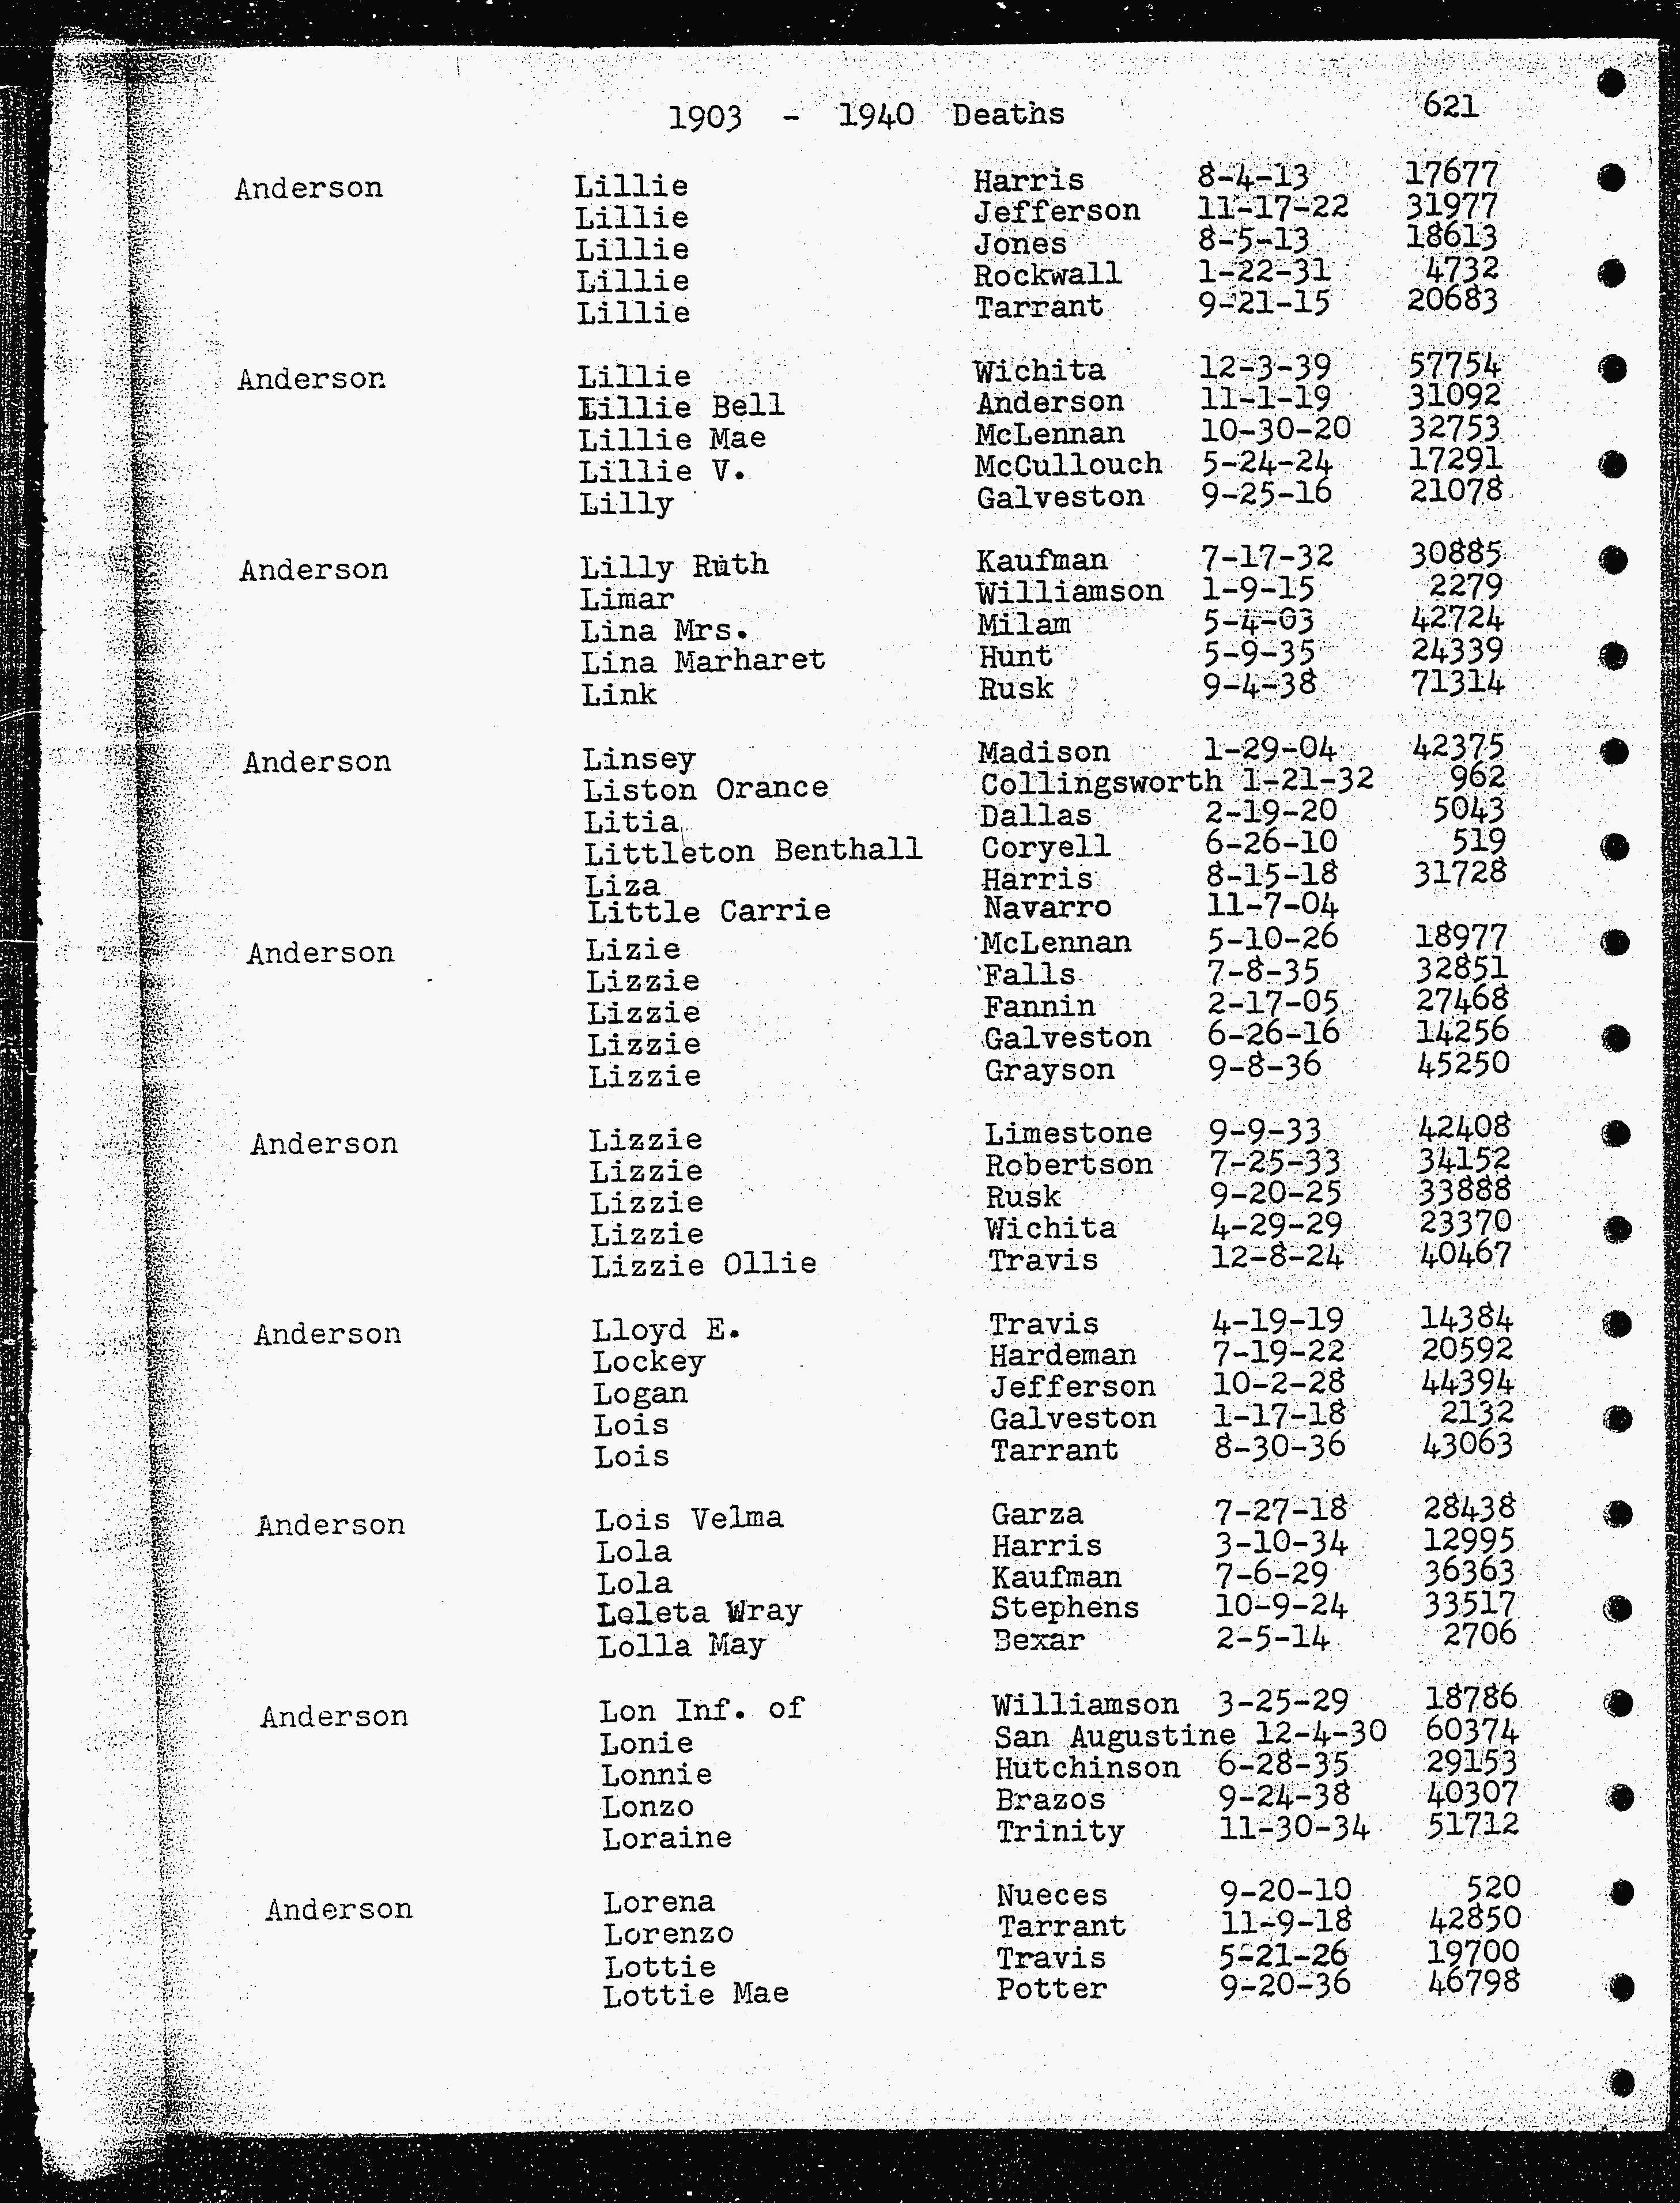 1903 - 1940 Deaths 621
Anderson Lillie Harris 8-4-13 17677
Lillie Jefferson 11-17-22 31977
Lillie Jones 8-5-13 18613
Lillie Rockwall 1-22-31 4732
Lillie Tarrant 9-21-15 20683
Anderson Lillie Wichita 12-3-39 57754
Lillie Bell Anderson 11-1-19 31092
Lillie Mae McLennan 10-30-20 32753
Lillie V. McCullouch 5-24-24 17291
Lilly Galveston 9-25-16 21078
Anderson Lilly Ruth Kaufman 7-17-32 30885
Limar Williamson 1-9-15 2279
Lina Mrs. Milam 5-4-03 42724
Lina Marharet Hunt 5-9-35 24339
Link Rusk 9-4-38 71314
Anderson Linsey Madison 1-29-04 42375
Liston Orance Collingsworth 1-21-32 962
Litia Dallas 2-19-20 5043
Littleton Benthall Coryell 6-26-10 519
Liza Harris 8-15-18 31728
Little Carrie Navarro 11-7-04
Anderson Lizie McLennan 5-10-26 18977
Lizzie Falls 7-8-35 32851
Lizzie Fannin 2-17-05 27468
Lizzie Galveston 6-26-16 14256
Lizzie Grayson 9-8-36 45250
Anderson Lizzie Limestone 9-9-33 42408
Lizzie Robertson 7-25-33 34152
Lizzie Rusk 9-20-25 33888
Lizzie Wichita 4-29-29 23370
Lizzie Ollie Travis 12-8-24 40467
Anderson Lloyd E. Travis 4-19-19 14384
Lockey Hardeman 7-19-22 20592
Logan Jefferson 10-2-28 44394
Lois Galveston 1-17-18 2132
Lois Tarrant 8-30-36 43063
Anderson Lois Velma Garza 7-27-18 28438
Lola Harris 3-10-34 12995
Lola Kaufman 7-6-29 36363
Loleta Wray Stephens 10-9-24 33517
Lolla May Bexar 2-5-14 2706
Anderson Lon Inf. of Williamson 3-25-29 18786
Lonie San Augustine 12-4-30 60374
Lonnie Hutchinson 6-28-35 29153
Lonzo Brazos 9-24-38 40307
Loraine Trinity 11-30-34 51712
Anderson Lorena Nueces 9-20-10 520
Lorenzo Tarrant 11-9-18 42850
Lottie Travis 5-21-26 19700
Lottie Mae Potter 9-20-36 46798